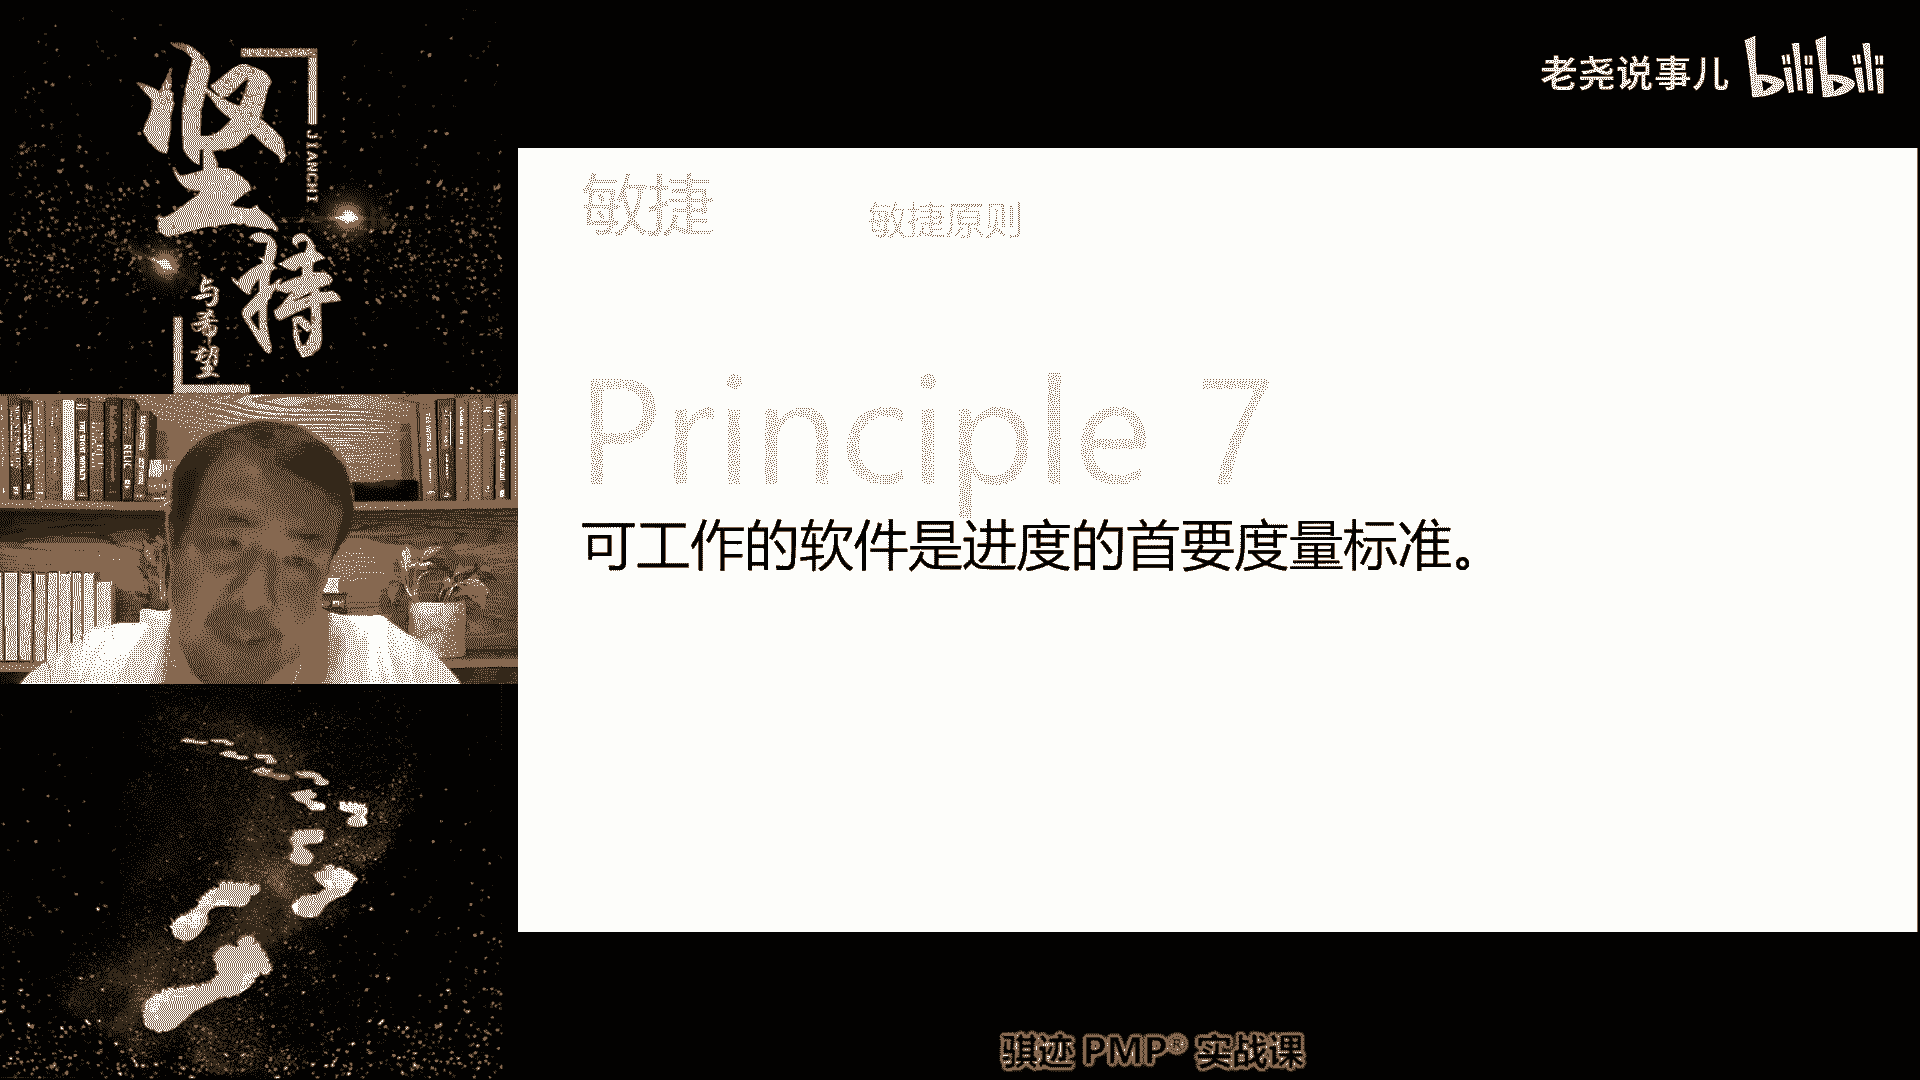 坚持
JIANCHI
与希望
老尧说事儿 bilibili
敏捷
敏捷原则
Principle 7
可工作的软件是进度的首要度量标准。
骐迹 PMP® 实战课